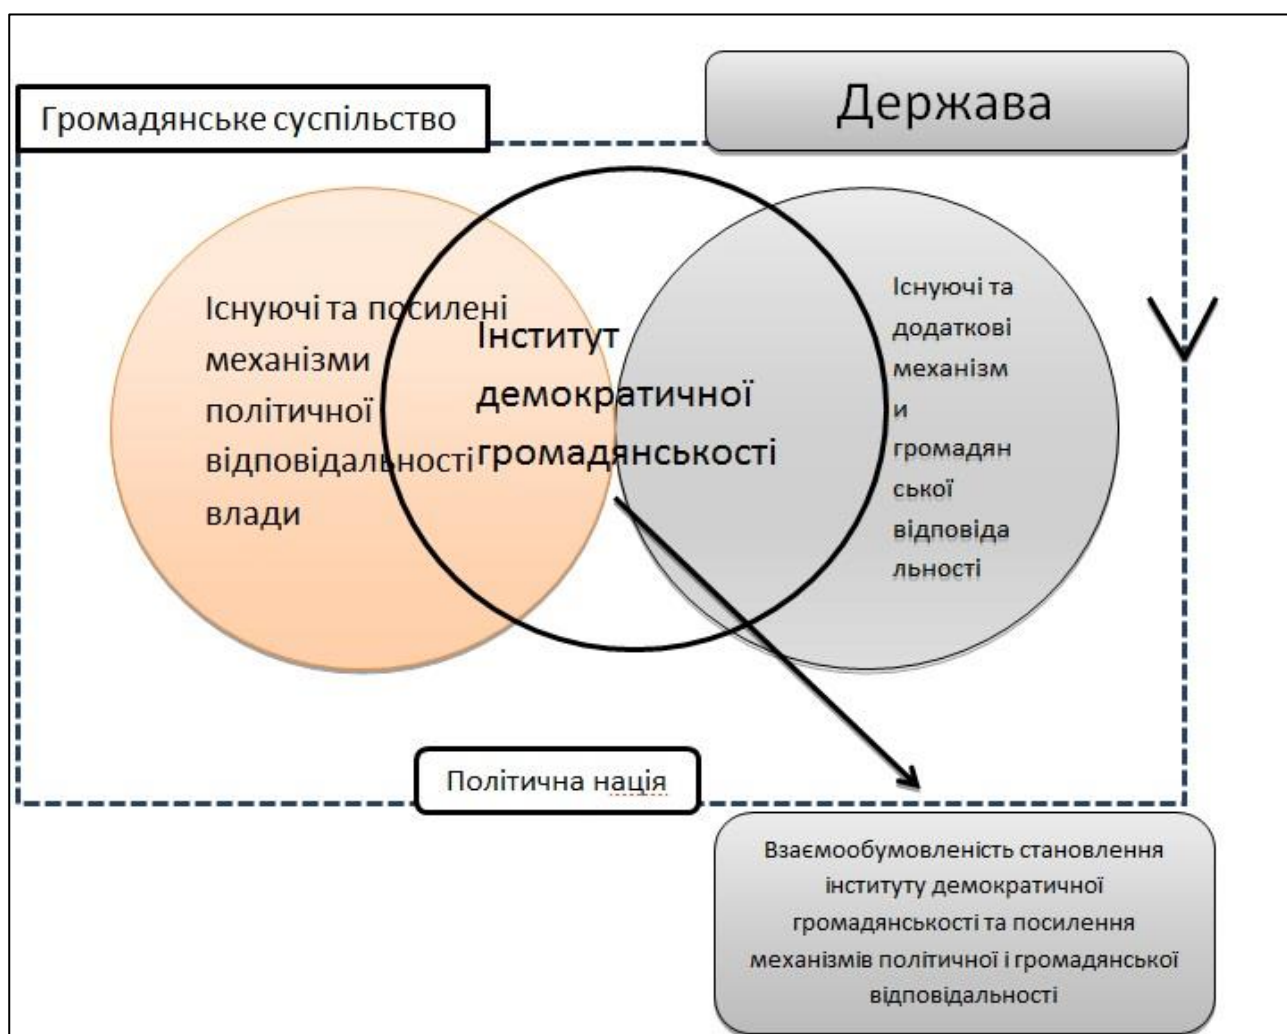 Громадянське суспільство
Держава
Існуючі та посилені
механізми
політичної
відповідальності
влади
Інститут
демократичної
громадянськості
Існуючі та
додаткові
механізм
и
громадян
ської
відповіда
льності
Політична нація
Взаємообумовленість становлення
інституту демократичної
громадянськості та посилення
механізмів політичної і громадянської
відповідальності